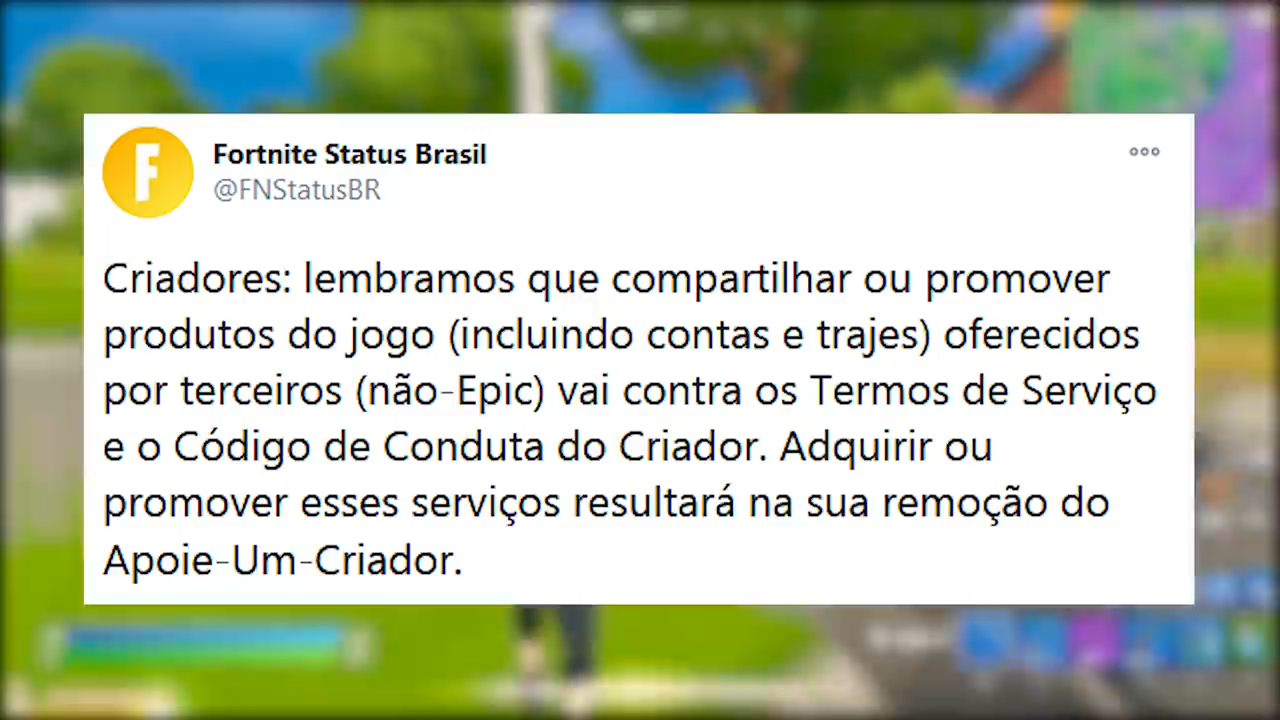 Fortnite Status Brasil
@FNStatusBR
Criadores: lembramos que compartilhar ou promover
produtos do jogo (incluindo contas e trajes) oferecidos
por terceiros (não-Epic) vai contra os Termos de Serviço
e o Código de Conduta do Criador. Adquirir ou
promover esses serviços resultará na sua remoção do
Apoie-Um-Criador.